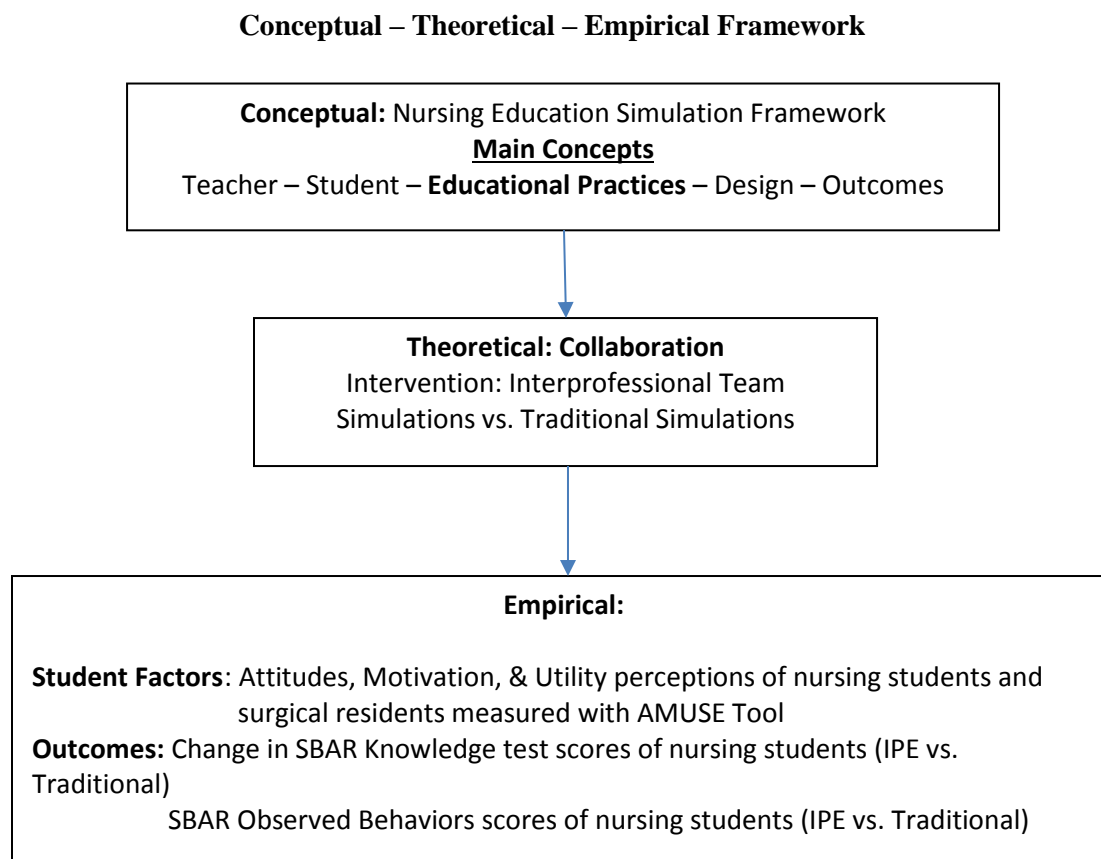 Conceptual – Theoretical – Empirical Framework
Conceptual: Nursing Education Simulation Framework
Main Concepts
Teacher – Student – Educational Practices – Design – Outcomes
Theoretical: Collaboration
Intervention: Interprofessional Team
Simulations vs. Traditional Simulations
Empirical:
Student Factors: Attitudes, Motivation, & Utility perceptions of nursing students and
surgical residents measured with AMUSE Tool
Outcomes: Change in SBAR Knowledge test scores of nursing students (IPE vs.
Traditional)
SBAR Observed Behaviors scores of nursing students (IPE vs. Traditional)